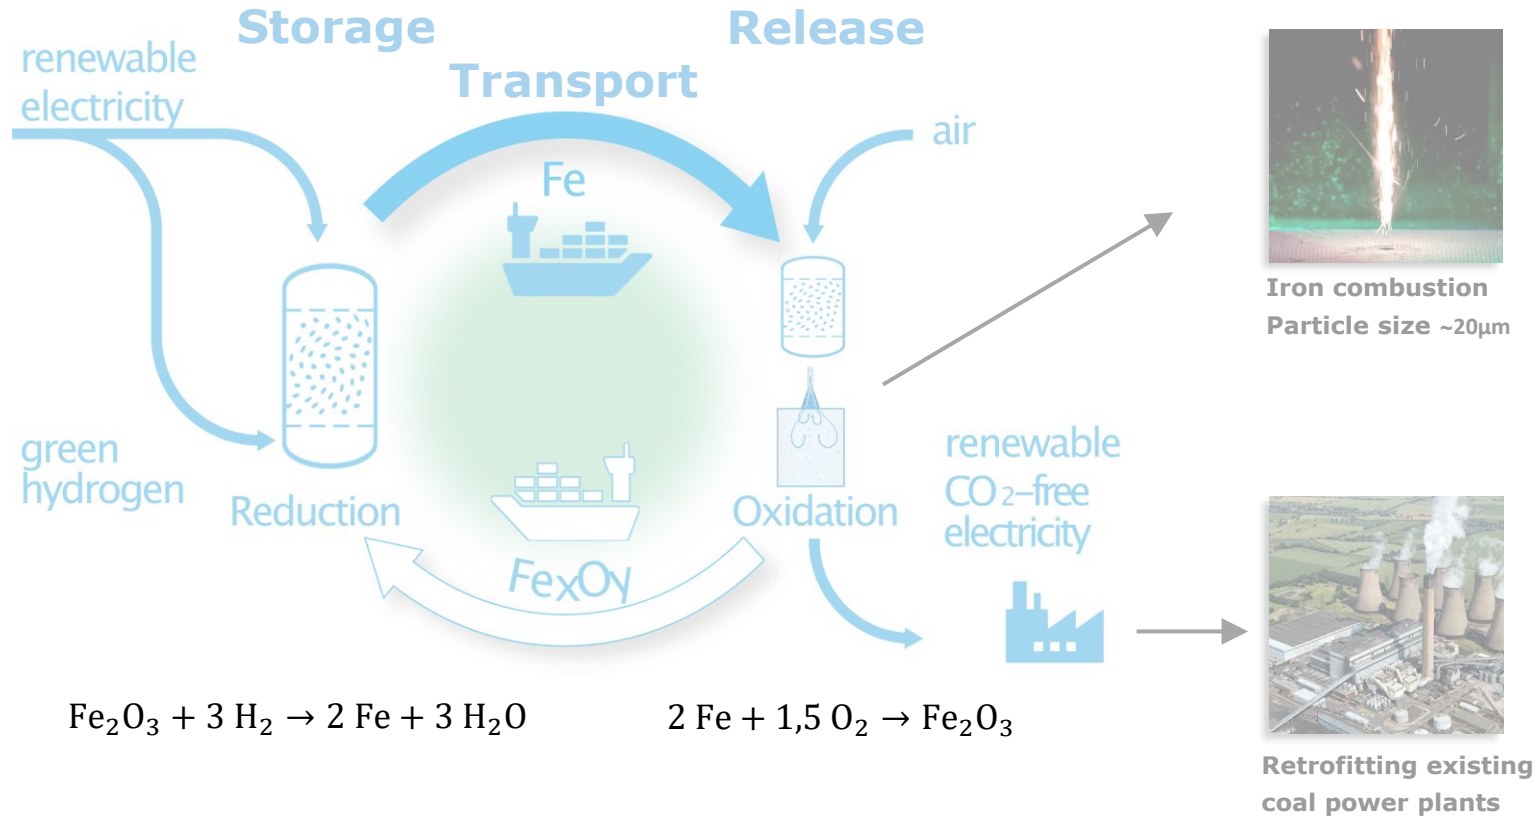 Storage
Release
Transport
renewable
electricity
air
Fe
green
hydrogen
Reduction
Oxidation
FexOy
renewable
CO2-free
electricity
Fe₂O₃ + 3 H₂ → 2 Fe + 3 H₂O
2 Fe + 1,5 O₂ → Fe₂O₃
Iron combustion
Particle size ~20µm
Retrofitting existing
coal power plants